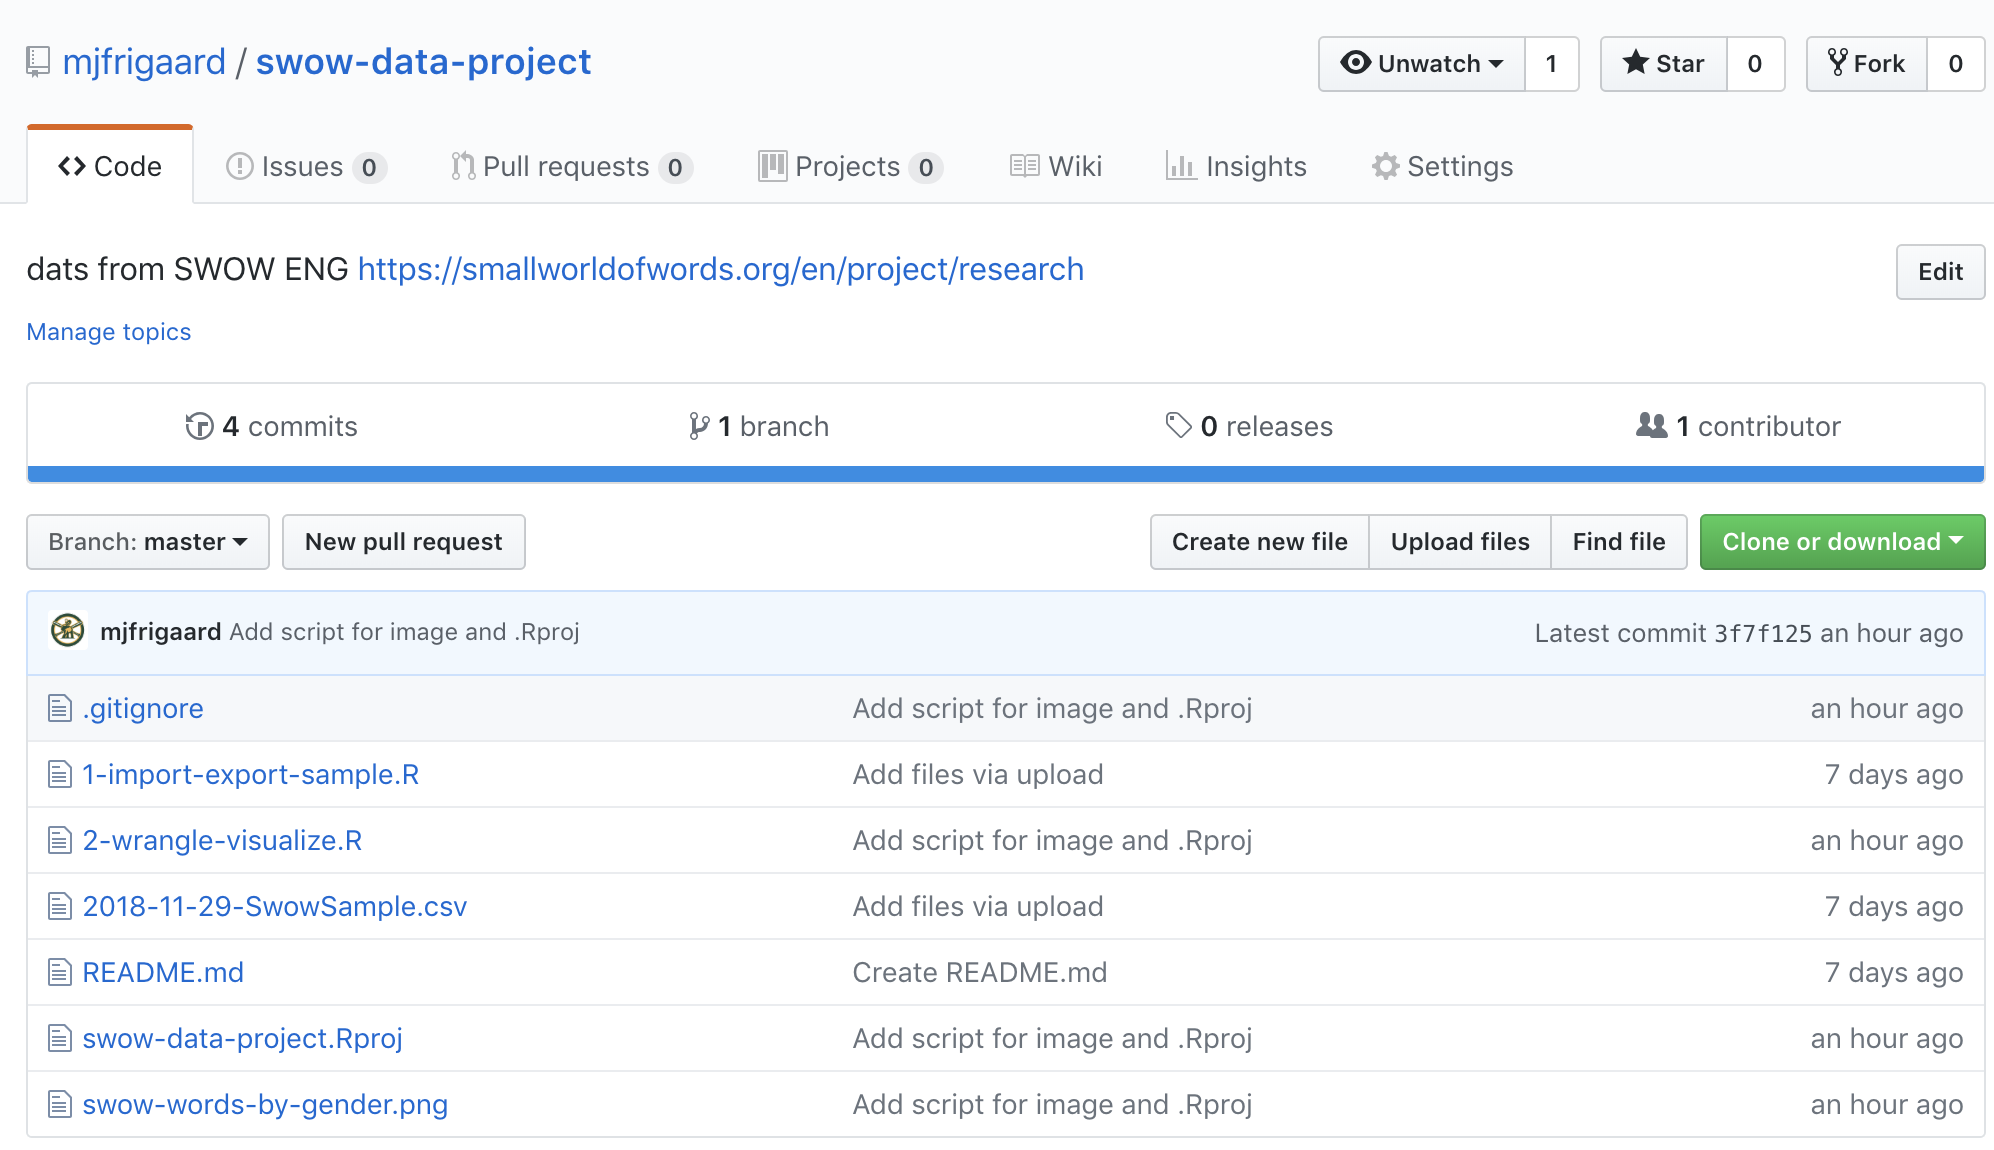 mjfrigaard / swow-data-project Unwatch 1 Star 0 Fork 0
Code Issues 0 Pull requests 0 Projects 0 Wiki Insights Settings
dats from SWOW ENG https://smallworldofwords.org/en/project/research Edit
Manage topics
4 commits 1 branch 0 releases 1 contributor
Branch: master New pull request Create new file Upload files Find file Clone or download
mjfrigaard Add script for image and .Rproj Latest commit 3f7f125 an hour ago
.gitignore Add script for image and .Rproj an hour ago
1-import-export-sample.R Add files via upload 7 days ago
2-wrangle-visualize.R Add script for image and .Rproj an hour ago
2018-11-29-SwowSample.csv Add files via upload 7 days ago
README.md Create README.md 7 days ago
swow-data-project.Rproj Add script for image and .Rproj an hour ago
swow-words-by-gender.png Add script for image and .Rproj an hour ago